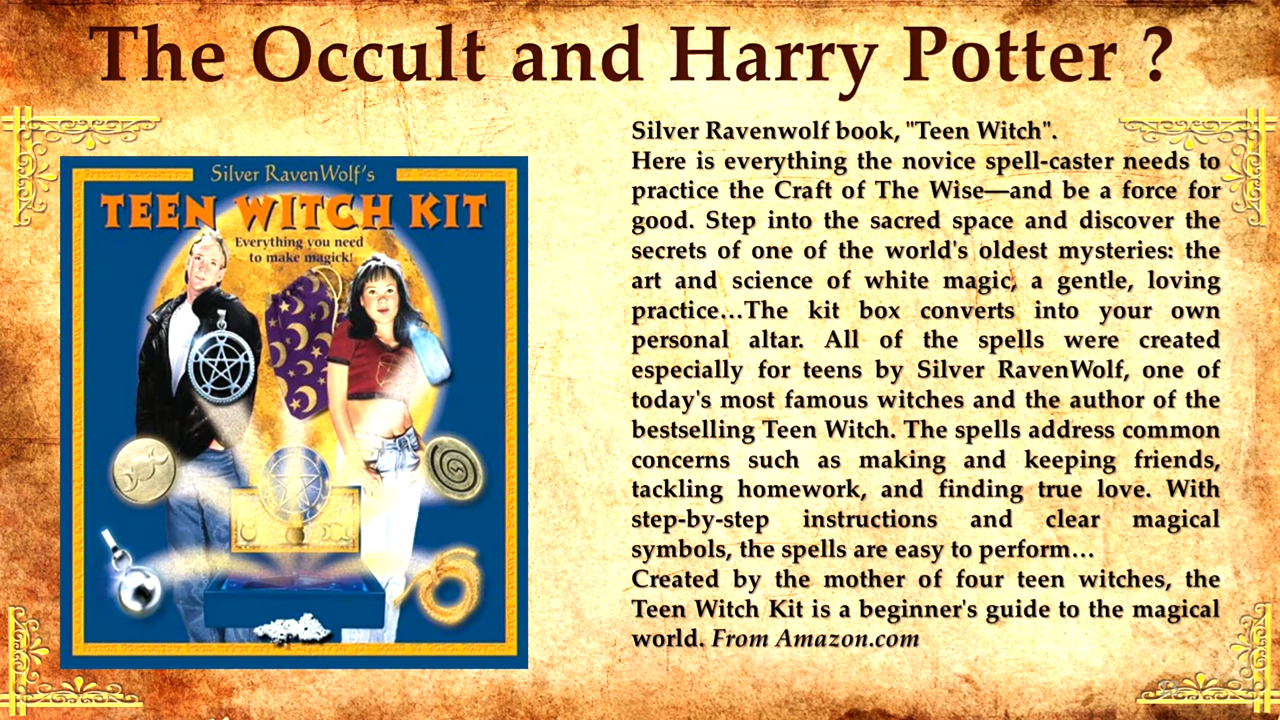 The Occult and Harry Potter ?
Silver RavenWolf's
TEEN WITCH KIT
Everything you need
to make magick!
Silver Ravenwolf book, "Teen Witch".
Here is everything the novice spell-caster needs to
practice the Craft of The Wise—and be a force for
good. Step into the sacred space and discover the
secrets of one of the world's oldest mysteries: the
art and science of white magic, a gentle, loving
practice…The kit box converts into your own
personal altar. All of the spells were created
especially for teens by Silver RavenWolf, one of
today's most famous witches and the author of the
bestselling Teen Witch. The spells address common
concerns such as making and keeping friends,
tackling homework, and finding true love. With
step-by-step instructions and clear magical
symbols, the spells are easy to perform…
Created by the mother of four teen witches, the
Teen Witch Kit is a beginner's guide to the magical
world. From Amazon.com